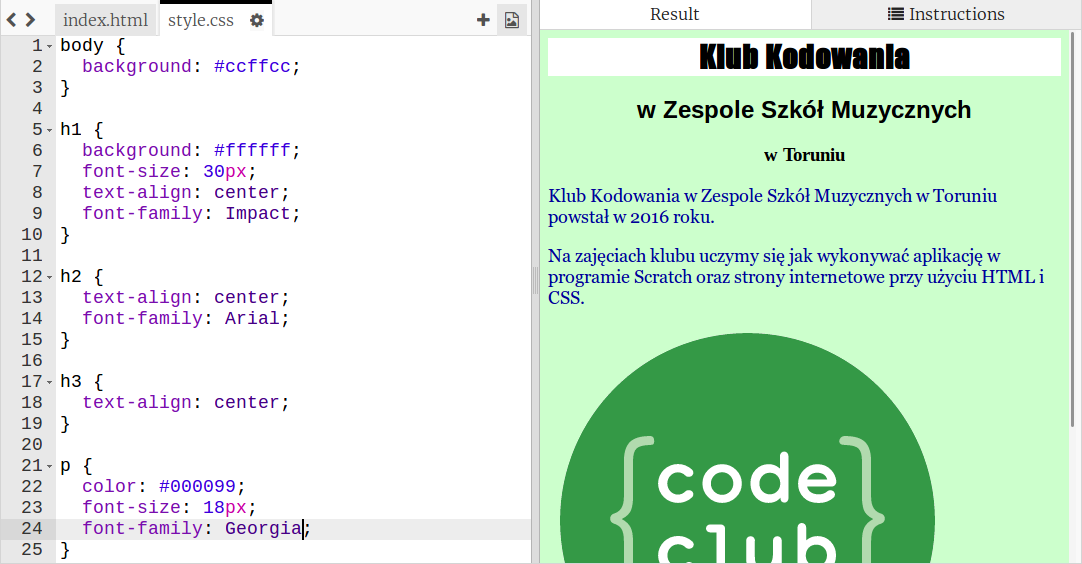 index.html style.css
1 body {
2 background: #ccffcc;
3 }
4
5 h1 {
6 background: #ffffff;
7 font-size: 30px;
8 text-align: center;
9 font-family: Impact;
10 }
11
12 h2 {
13 text-align: center;
14 font-family: Arial;
15 }
16
17 h3 {
18 text-align: center;
19 }
20
21 p {
22 color: #000099;
23 font-size: 18px;
24 font-family: Georgia;
25 }
Result Instructions
Klub Kodowania
w Zespole Szkół Muzycznych
w Toruniu
Klub Kodowania w Zespole Szkół Muzycznych w Toruniu
powstał w 2016 roku.
Na zajęciach klubu uczymy się jak wykonywać aplikację w
programie Scratch oraz strony internetowe przy użyciu HTML i
CSS.
{ code }
club